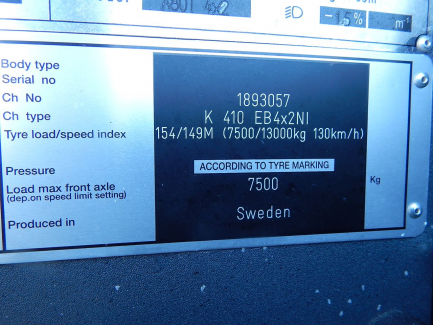 Body type
Serial no
Ch No 1893057
Ch type K 410 EB4x2NI
Tyre load/speed index 154/149M (7500/13000kg 130km/h)
Pressure ACCORDING TO TYRE MARKING
Load max front axle 7500 Kg
(dep.on speed limit setting)
Produced in Sweden